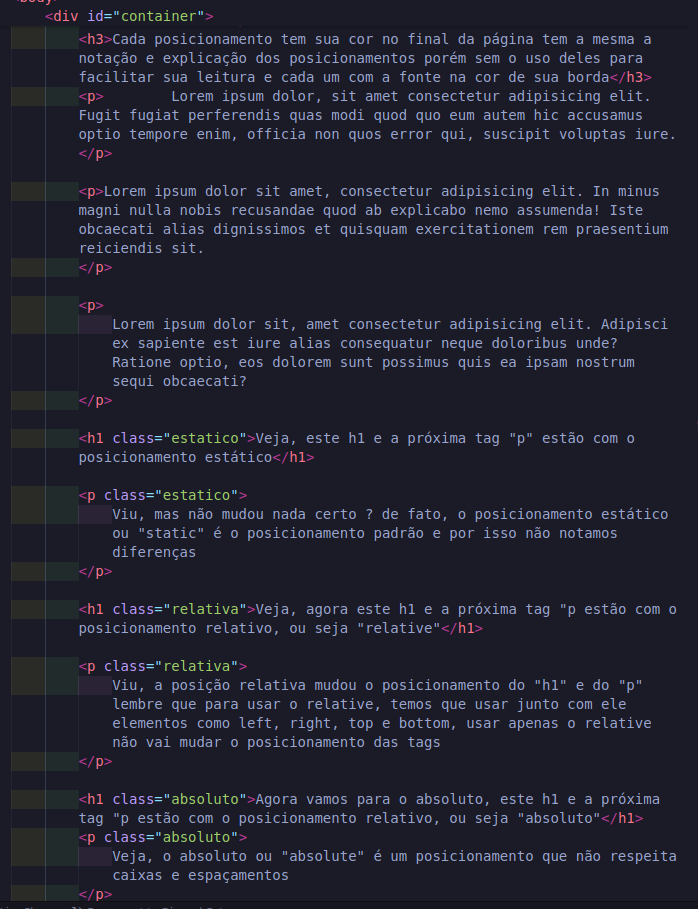 <div id="container">
<h3>Cada posicionamento tem sua cor no final da página tem a mesma a
notação e explicação dos posicionamentos porém sem o uso deles para
facilitar sua leitura e cada um com a fonte na cor de sua borda</h3>
<p>        Lorem ipsum dolor, sit amet consectetur adipisicing elit.
Fugit fugiat perferendis quas modi quod quo eum autem hic accusamus
optio tempore enim, officia non quos error qui, suscipit voluptas iure.
</p>
<p>Lorem ipsum dolor sit amet, consectetur adipisicing elit. In minus
magni nulla nobis recusandae quod ab explicabo nemo assumenda! Iste
obcaecati alias dignissimos et quisquam exercitationem rem praesentium
reiciendis sit.
</p>
<p>
Lorem ipsum dolor sit, amet consectetur adipisicing elit. Adipisci
ex sapiente est iure alias consequatur neque doloribus unde?
Ratione optio, eos dolorem sunt possimus quis ea ipsam nostrum
sequi obcaecati?
</p>
<h1 class="estatico">Veja, este h1 e a próxima tag "p" estão com o
posicionamento estático</h1>
<p class="estatico">
Viu, mas não mudou nada certo ? de fato, o posicionamento estático
ou "static" é o posicionamento padrão e por isso não notamos
diferenças
</p>
<h1 class="relativa">Veja, agora este h1 e a próxima tag "p estão com o
posicionamento relativo, ou seja "relative"</h1>
<p class="relativa">
Viu, a posição relativa mudou o posicionamento do "h1" e do "p"
lembre que para usar o relative, temos que usar junto com ele
elementos como left, right, top e bottom, usar apenas o relative
não vai mudar o posicionamento das tags
</p>
<h1 class="absoluto">Agora vamos para o absoluto, este h1 e a próxima
tag "p estão com o posicionamento relativo, ou seja "absoluto"</h1>
<p class="absoluto">
Veja, o absoluto ou "absolute" é um posicionamento que não respeita
caixas e espaçamentos
</p>